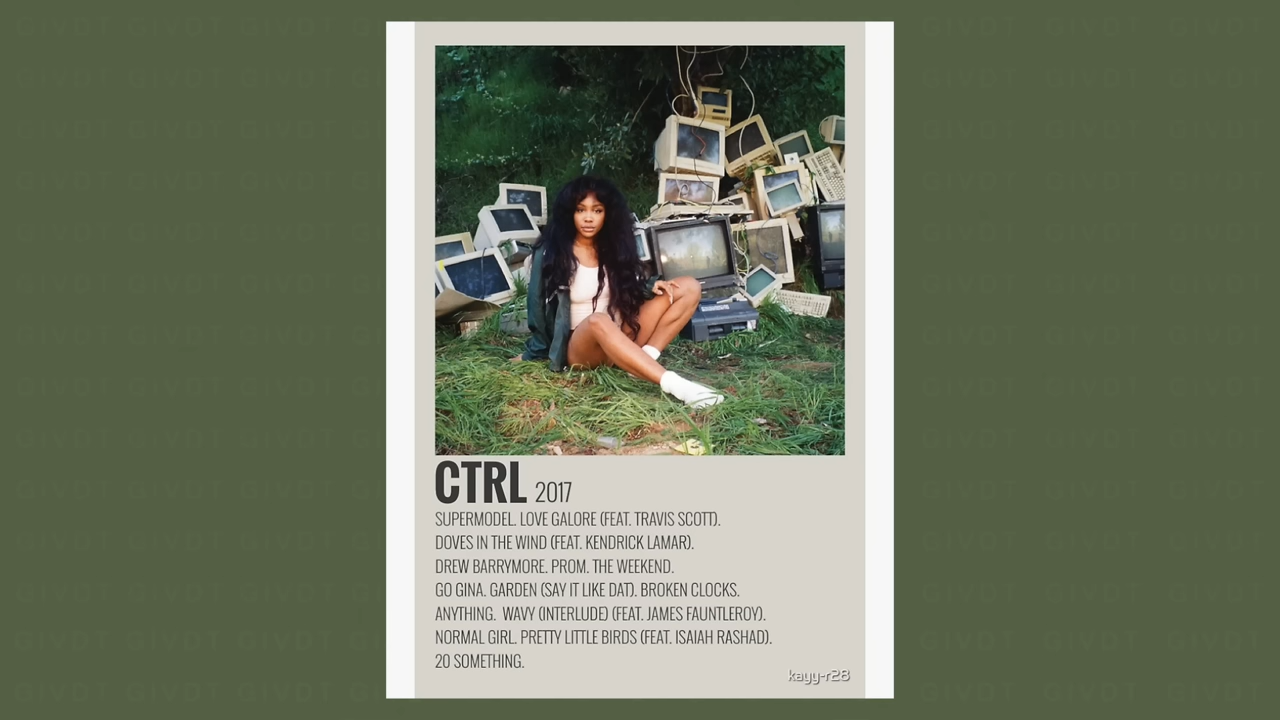 CTRL 2017
SUPERMODEL. LOVE GALORE (FEAT. TRAVIS SCOTT).
DOVES IN THE WIND (FEAT. KENDRICK LAMAR).
DREW BARRYMORE. PROM. THE WEEKEND.
GO GINA. GARDEN (SAY IT LIKE DAT). BROKEN CLOCKS.
ANYTHING. WAVY (INTERLUDE) (FEAT. JAMES FAUNTLEROY).
NORMAL GIRL. PRETTY LITTLE BIRDS (FEAT. ISAIAH RASHAD).
20 SOMETHING.
kayy-r28